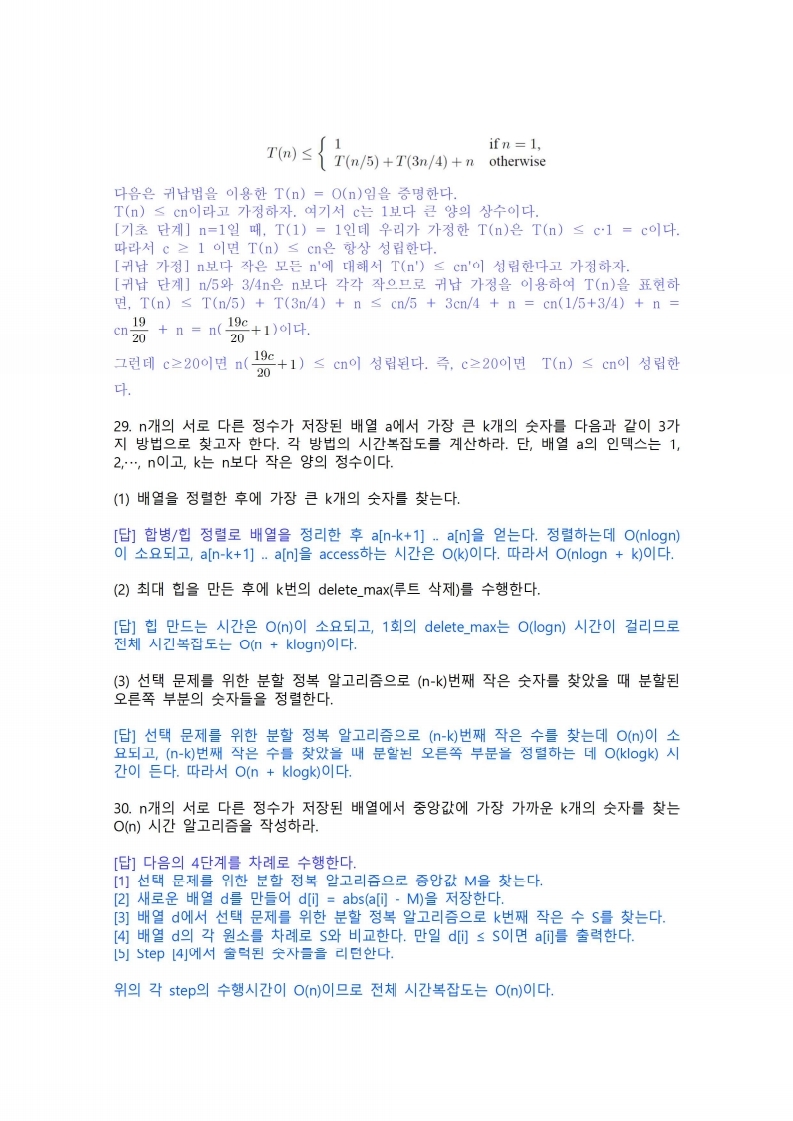 T(n) ≤ { 1 if n = 1,
T(n/5) + T(3n/4) + n otherwise
다음은 귀납법을 이용한 T(n) = O(n)임을 증명한다.
T(n) ≤ cn이라고 가정하자. 여기서 c는 1보다 큰 양의 상수이다.
[기초 단계] n=1일 때, T(1) = 1인데 우리가 가정한 T(n)은 T(n) ≤ c·1 = c이다.
따라서 c ≥ 1 이면 T(n) ≤ cn은 항상 성립한다.
[귀납 가정] n보다 작은 모든 n'에 대해서 T(n') ≤ cn'이 성립한다고 가정하자.
[귀납 단계] n/5와 3/4n은 n보다 각각 작으므로 귀납 가정을 이용하여 T(n)을 표현하
면, T(n) ≤ T(n/5) + T(3n/4) + n ≤ cn/5 + 3cn/4 + n = cn(1/5+3/4) + n =
cn 19/20 + n = n( 19c/20 +1)이다.
그런데 c≥20이면 n( 19c/20 +1) ≤ cn이 성립된다. 즉, c≥20이면 T(n) ≤ cn이 성립한
다.
29. n개의 서로 다른 정수가 저장된 배열 a에서 가장 큰 k개의 숫자를 다음과 같이 3가
지 방법으로 찾고자 한다. 각 방법의 시간복잡도를 계산하라. 단, 배열 a의 인덱스는 1,
2,⋯, n이고, k는 n보다 작은 양의 정수이다.
(1) 배열을 정렬한 후에 가장 큰 k개의 숫자를 찾는다.
[답] 합병/힙 정렬로 배열을 정리한 후 a[n-k+1] .. a[n]을 얻는다. 정렬하는데 O(nlogn)
이 소요되고, a[n-k+1] .. a[n]을 access하는 시간은 O(k)이다. 따라서 O(nlogn + k)이다.
(2) 최대 힙을 만든 후에 k번의 delete_max(루트 삭제)를 수행한다.
[답] 힙 만드는 시간은 O(n)이 소요되고, 1회의 delete_max는 O(logn) 시간이 걸리므로
전체 시간복잡도는 O(n + klogn)이다.
(3) 선택 문제를 위한 분할 정복 알고리즘으로 (n-k)번째 작은 숫자를 찾았을 때 분할된
오른쪽 부분의 숫자들을 정렬한다.
[답] 선택 문제를 위한 분할 정복 알고리즘으로 (n-k)번째 작은 수를 찾는데 O(n)이 소
요되고, (n-k)번째 작은 수를 찾았을 때 분할된 오른쪽 부분을 정렬하는 데 O(klogk) 시
간이 든다. 따라서 O(n + klogk)이다.
30. n개의 서로 다른 정수가 저장된 배열에서 중앙값에 가장 가까운 k개의 숫자를 찾는
O(n) 시간 알고리즘을 작성하라.
[답] 다음의 4단계를 차례로 수행한다.
[1] 선택 문제를 위한 분할 정복 알고리즘으로 중앙값 M을 찾는다.
[2] 새로운 배열 d를 만들어 d[i] = abs(a[i] - M)을 저장한다.
[3] 배열 d에서 선택 문제를 위한 분할 정복 알고리즘으로 k번째 작은 수 S를 찾는다.
[4] 배열 d의 각 원소를 차례로 S와 비교한다. 만일 d[i] ≤ S이면 a[i]를 출력한다.
[5] Step [4]에서 출력된 숫자들을 리턴한다.
위의 각 step의 수행시간이 O(n)이므로 전체 시간복잡도는 O(n)이다.